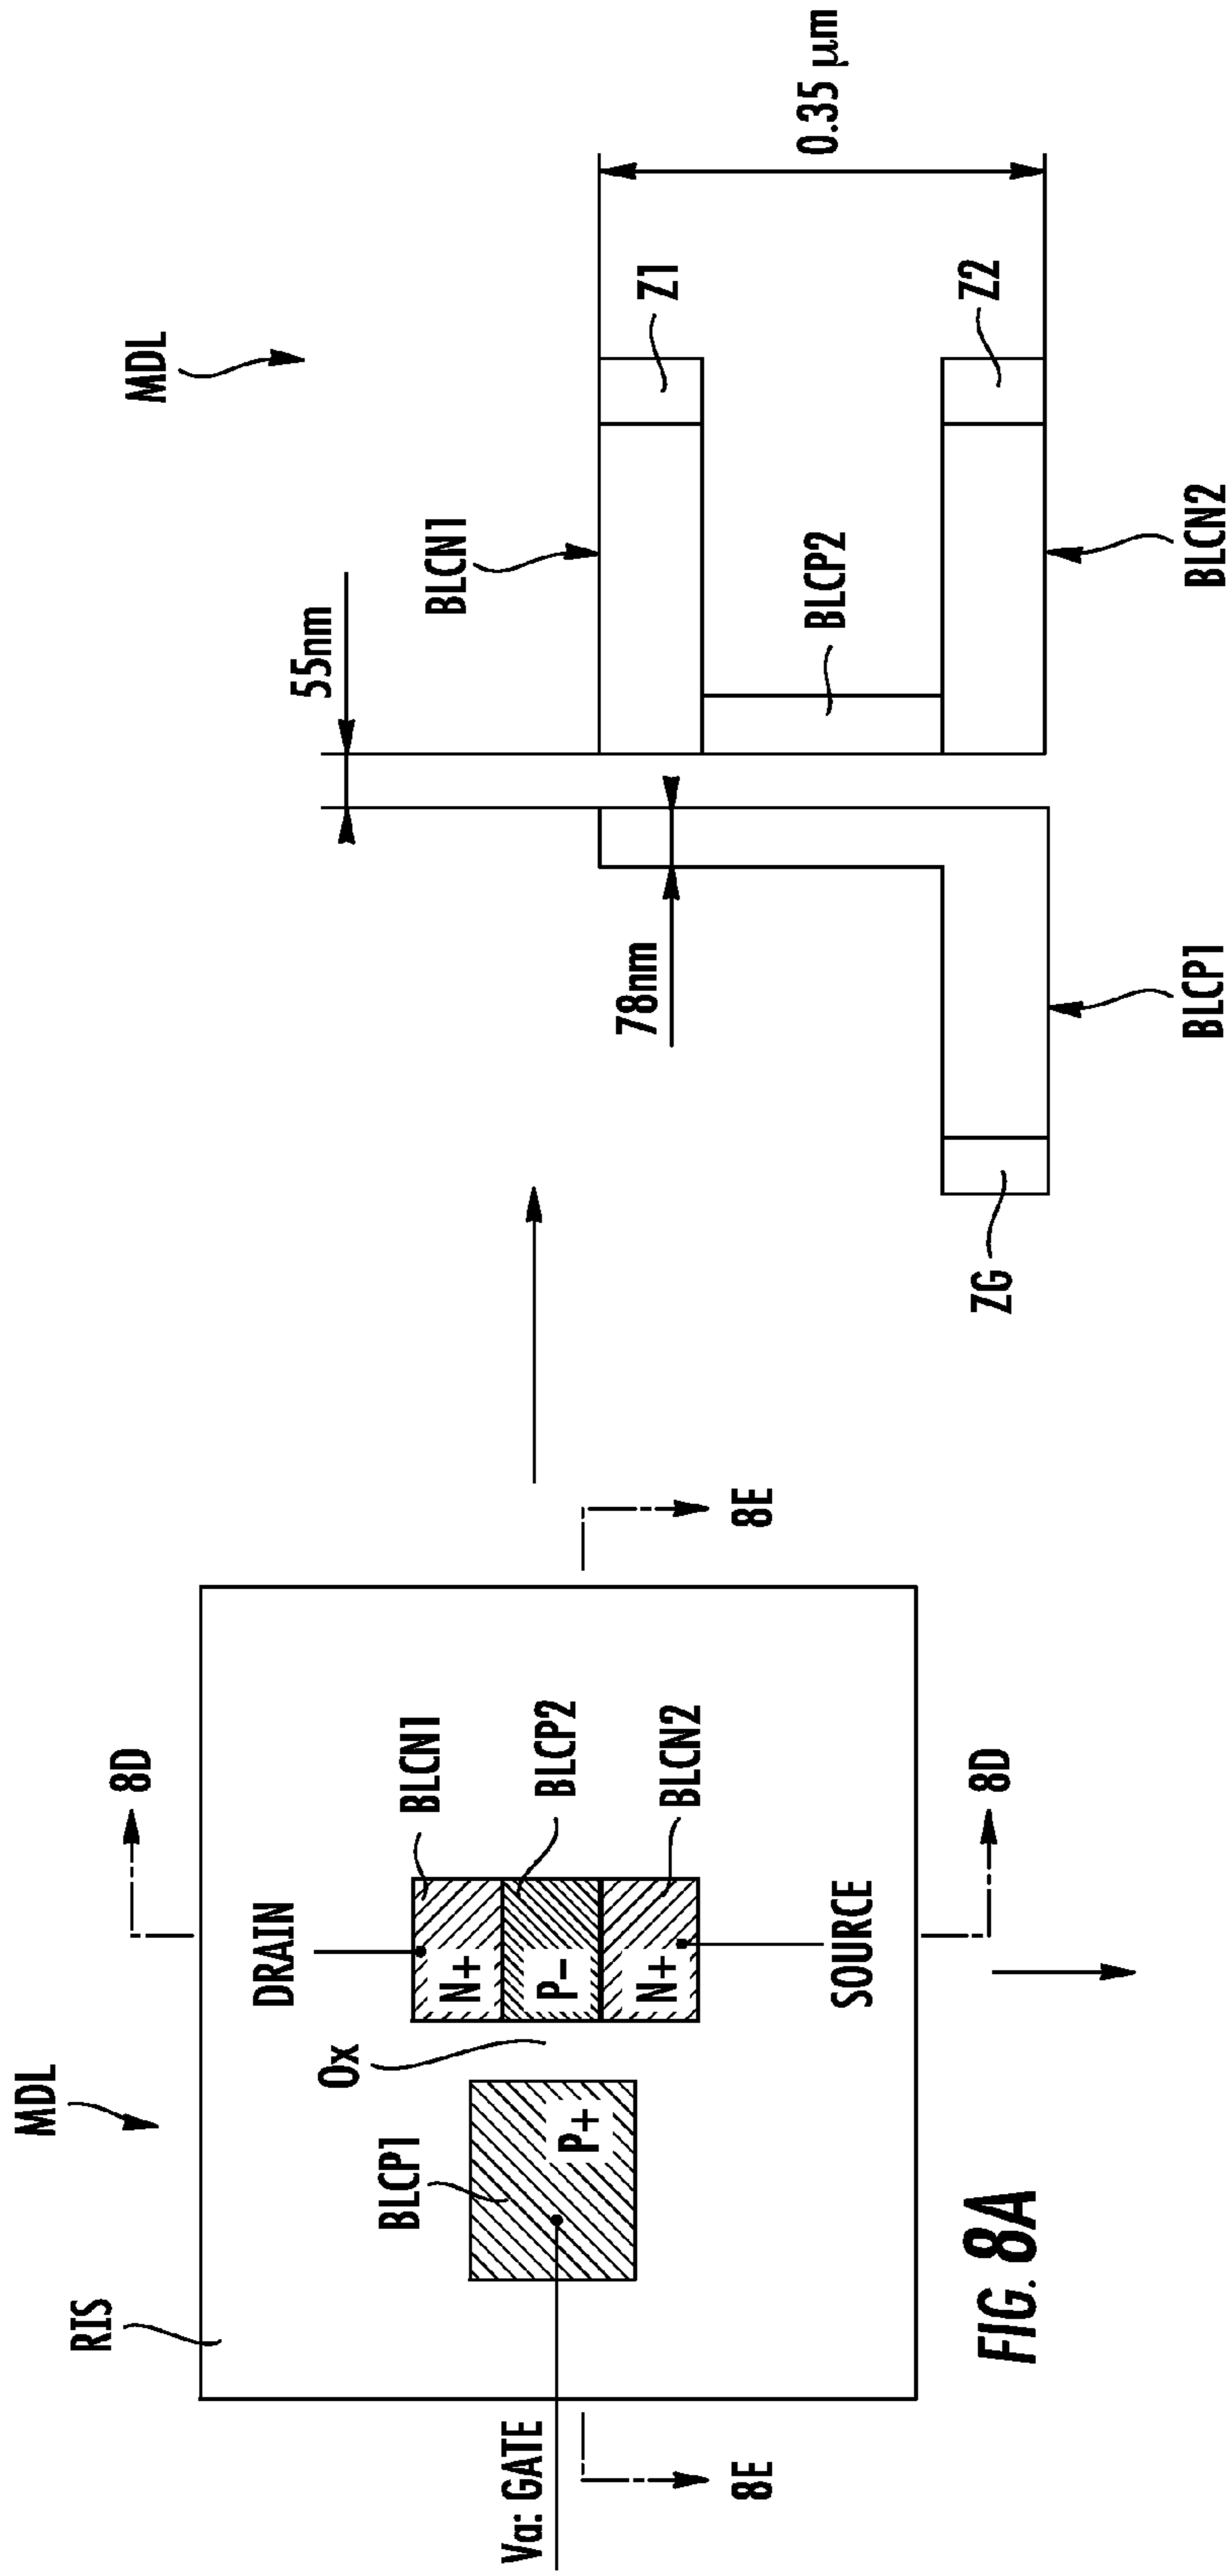 MDL
RIS
BLCP1
P+
Va: GATE
Ox
DRAIN
N+
P-
N+
SOURCE
BLCN1
BLCP2
BLCN2
8D
8D
8E
8E
FIG. 8A
MDL
55nm
78nm
BLCN1
BLCP2
BLCN2
BLCP1
ZG
Z1
Z2
0.35 μm